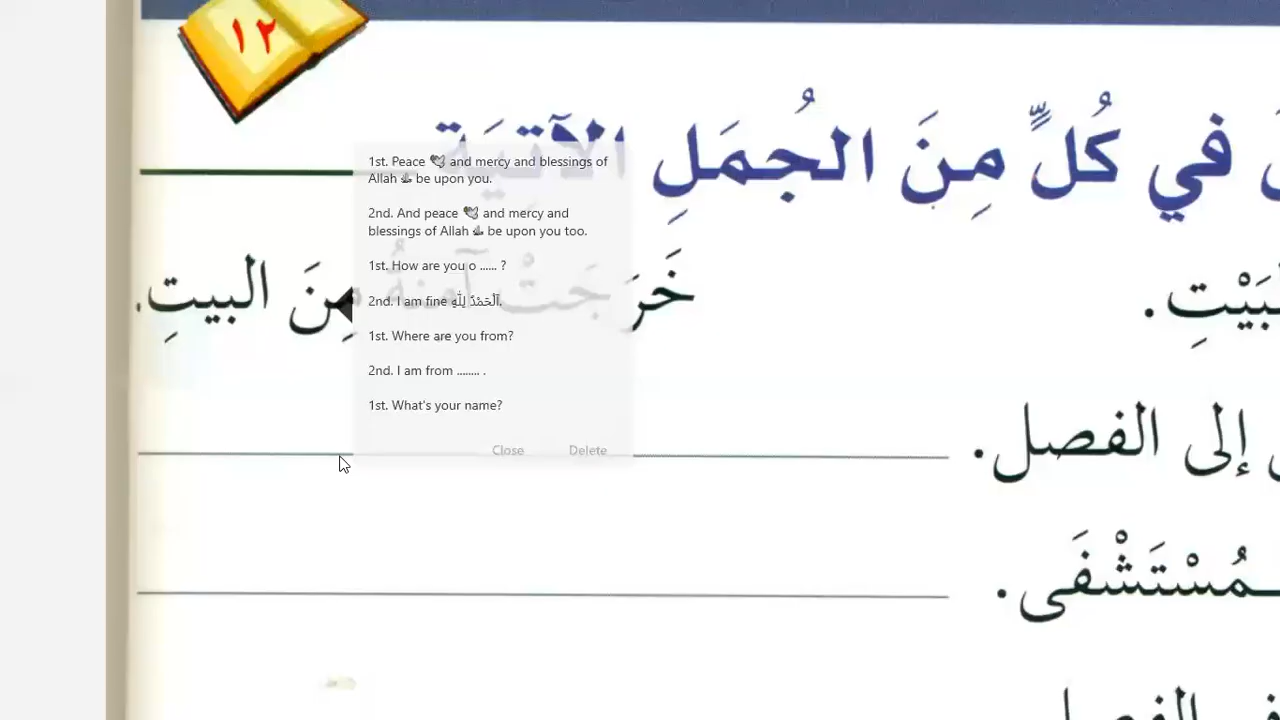 ١٢
في كُلٍّ مِنَ الجُمَلِ الآتِيَة
1st. Peace 🕊 and mercy and blessings of
Allah ﷻ be upon you.
2nd. And peace 🕊 and mercy and
blessings of Allah ﷻ be upon you too.
1st. How are you o ...... ?
2nd. I am fine اَلْحَمْدُ لِلّٰهِ.
1st. Where are you from?
2nd. I am from ........ .
1st. What's your name?
Close Delete
خَرَجَتْ آمنةُ مِنَ البيتِ.
إلى الفصل.